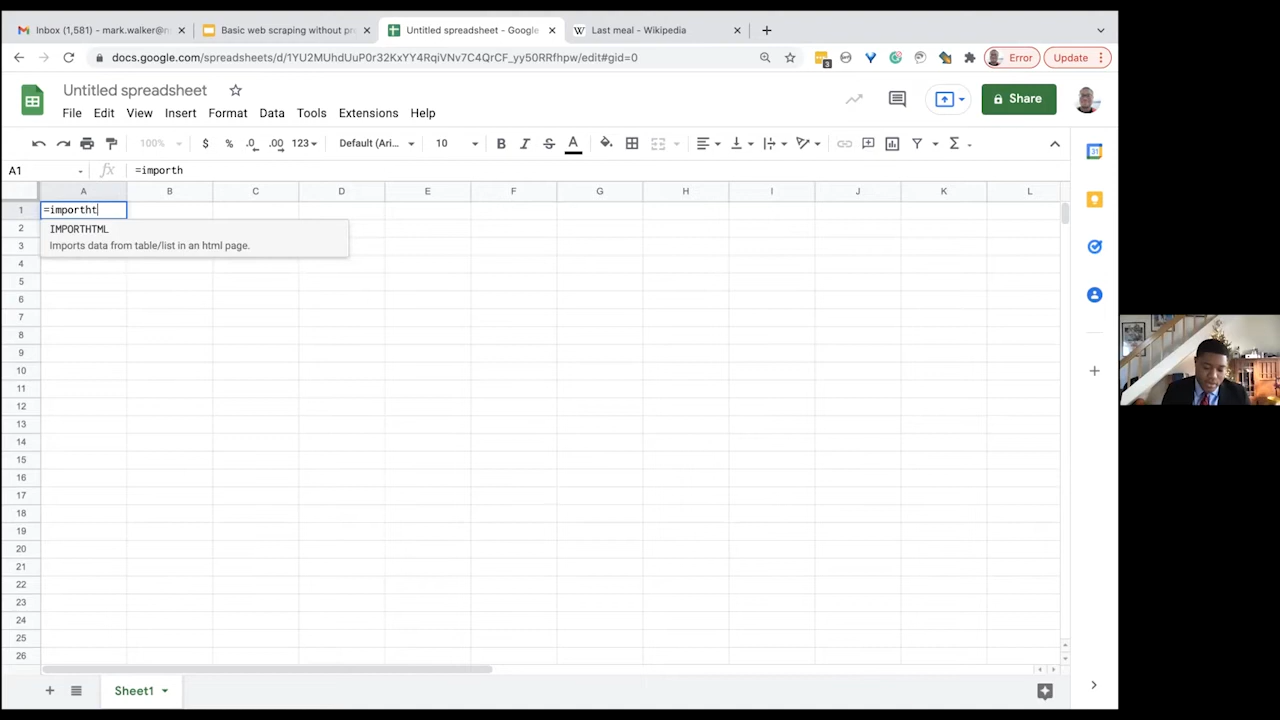 Inbox (1,581) - mark.walker@
Basic web scraping without pr
Untitled spreadsheet - Google
Last meal - Wikipedia
docs.google.com/spreadsheets/d/1YU2MUhdUuP0r32KxYY4RqiVNv7C4QrCF_yy50RRfhpw/edit#gid=0
3
Error
Update
Untitled spreadsheet
File Edit View Insert Format Data Tools Extensions Help
Share
100% $ % .0 .00 123 Default (Ari... 10 B I S A Σ
31
A1 fx =importh
A B C D E F G H I J K L
1 =importht
2 IMPORTHTML
3 Imports data from table/list in an html page.
4
5
6
7
8
9
10
11
12
13
14
15
16
17
18
19
20
21
22
23
24
25
26
Sheet1